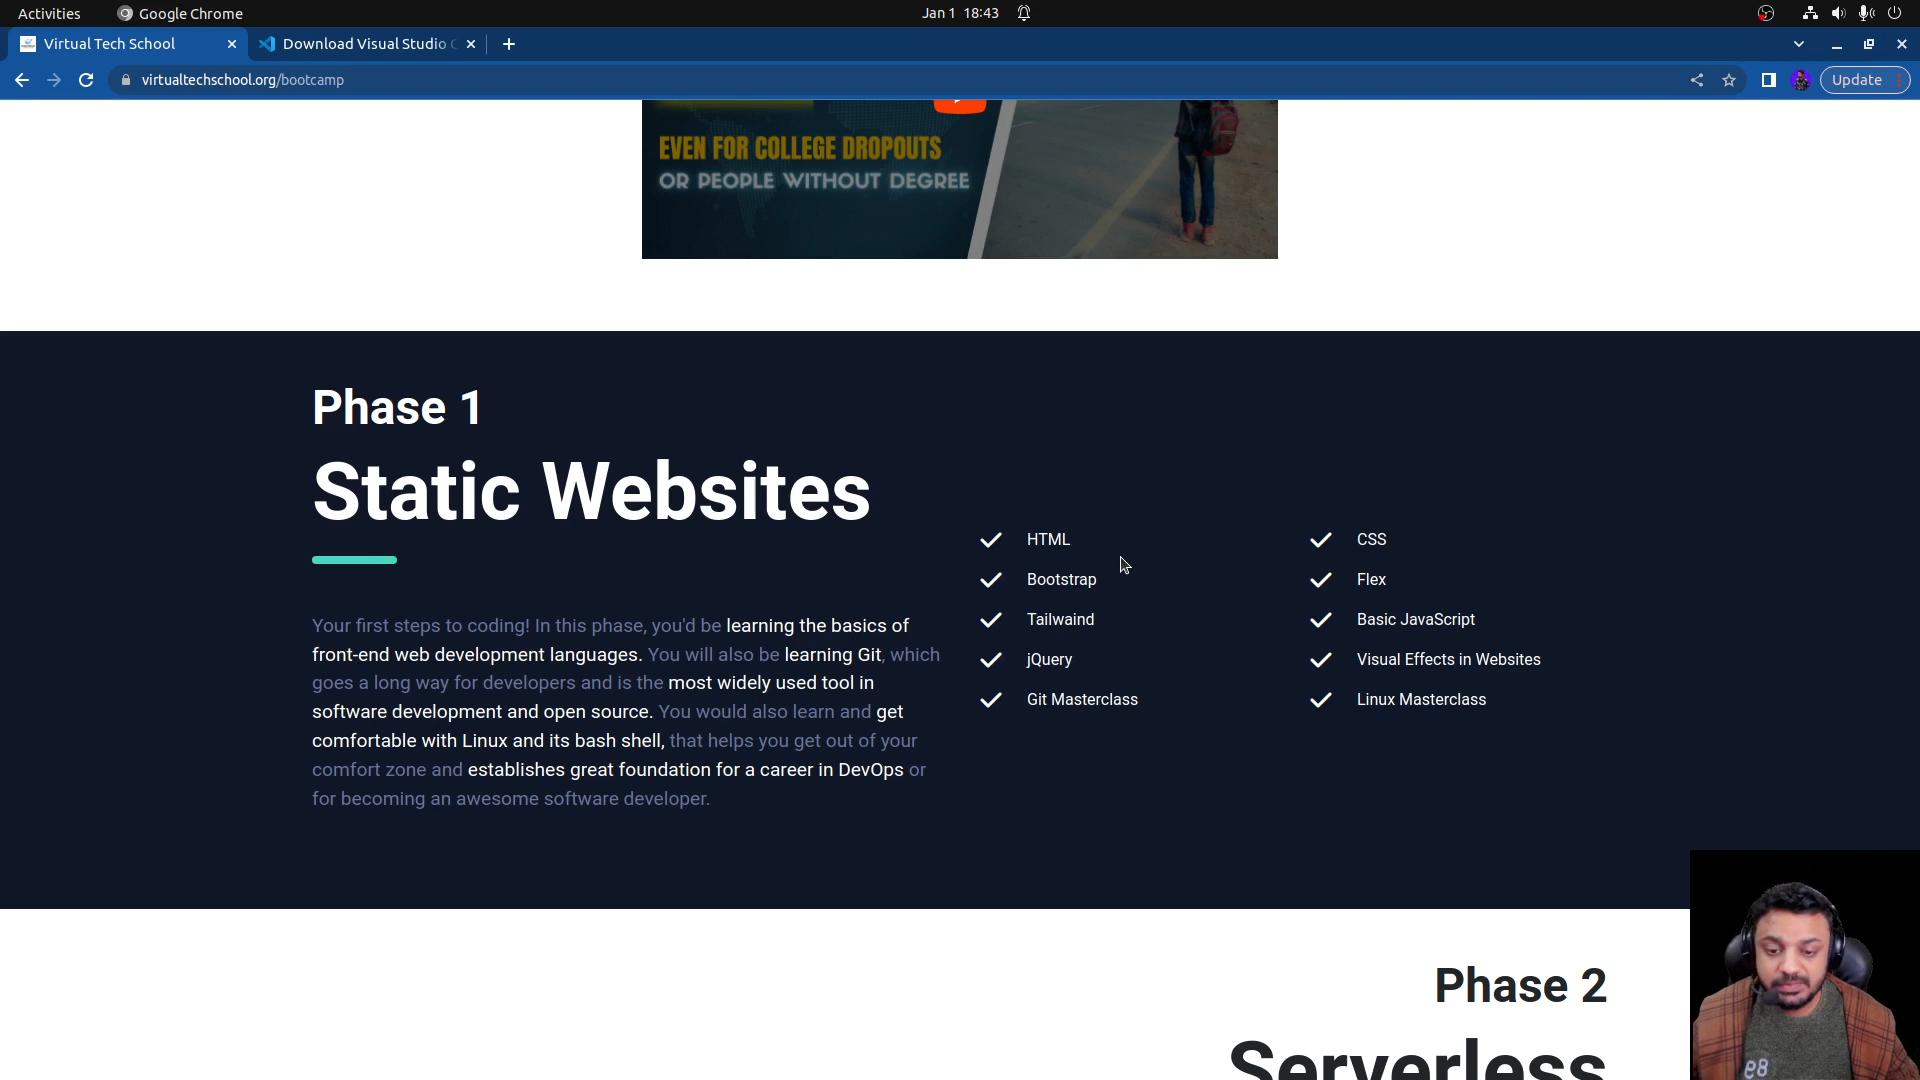 Activities
Google Chrome
Jan 1 18:43
Virtual Tech School
Download Visual Studio
virtualtechschool.org/bootcamp
Update
EVEN FOR COLLEGE DROPOUTS
OR PEOPLE WITHOUT DEGREE
Phase 1
Static Websites
Your first steps to coding! In this phase, you'd be learning the basics of
front-end web development languages. You will also be learning Git, which
goes a long way for developers and is the most widely used tool in
software development and open source. You would also learn and get
comfortable with Linux and its bash shell, that helps you get out of your
comfort zone and establishes great foundation for a career in DevOps or
for becoming an awesome software developer.
HTML
CSS
Bootstrap
Flex
Tailwaind
Basic JavaScript
jQuery
Visual Effects in Websites
Git Masterclass
Linux Masterclass
Phase 2
Serverless